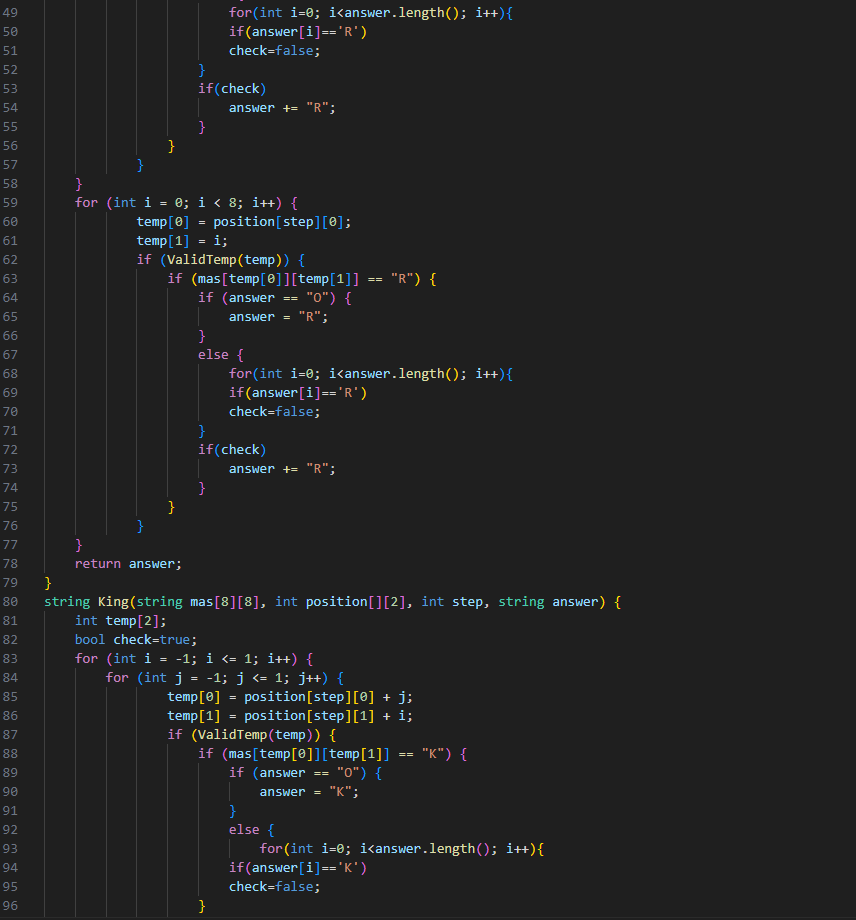 49 for(int i=0; i<answer.length(); i++){
50 if(answer[i]=='R')
51 check=false;
52 }
53 if(check)
54 answer += "R";
55 }
56 }
57 }
58 }
59 for (int i = 0; i < 8; i++) {
60 temp[0] = position[step][0];
61 temp[1] = i;
62 if (ValidTemp(temp)) {
63 if (mas[temp[0]][temp[1]] == "R") {
64 if (answer == "O") {
65 answer = "R";
66 }
67 else {
68 for(int i=0; i<answer.length(); i++){
69 if(answer[i]=='R')
70 check=false;
71 }
72 if(check)
73 answer += "R";
74 }
75 }
76 }
77 }
78 return answer;
79 }
80 string King(string mas[8][8], int position[][2], int step, string answer) {
81 int temp[2];
82 bool check=true;
83 for (int i = -1; i <= 1; i++) {
84 for (int j = -1; j <= 1; j++) {
85 temp[0] = position[step][0] + j;
86 temp[1] = position[step][1] + i;
87 if (ValidTemp(temp)) {
88 if (mas[temp[0]][temp[1]] == "K") {
89 if (answer == "O") {
90 answer = "K";
91 }
92 else {
93 for(int i=0; i<answer.length(); i++){
94 if(answer[i]=='K')
95 check=false;
96 }